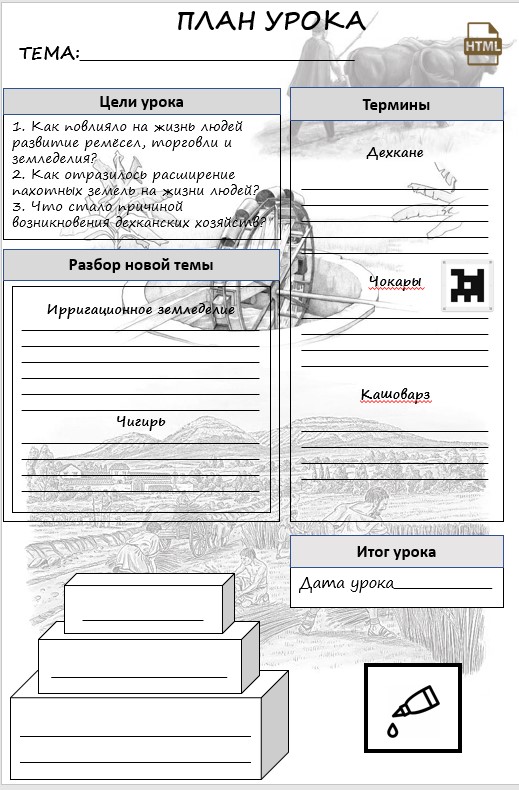 ПЛАН УРОКА
HTML
ТЕМА:
Цели урока
1. Как повлияло на жизнь людей
развитие ремесел, торговли и
земледелия?
2. Как отразилось расширение
пахотных земель на жизни людей?
3. Что стало причиной
возникновения дехканских хозяйств?
Термины
Дехкане
Чокары
Кашоварз
Разбор новой темы
Ирригационное земледелие
Чигирь
Итог урока
Дата урока